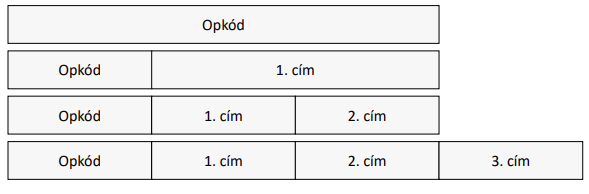 Opkód
Opkód 1. cím
Opkód 1. cím 2. cím
Opkód 1. cím 2. cím 3. cím